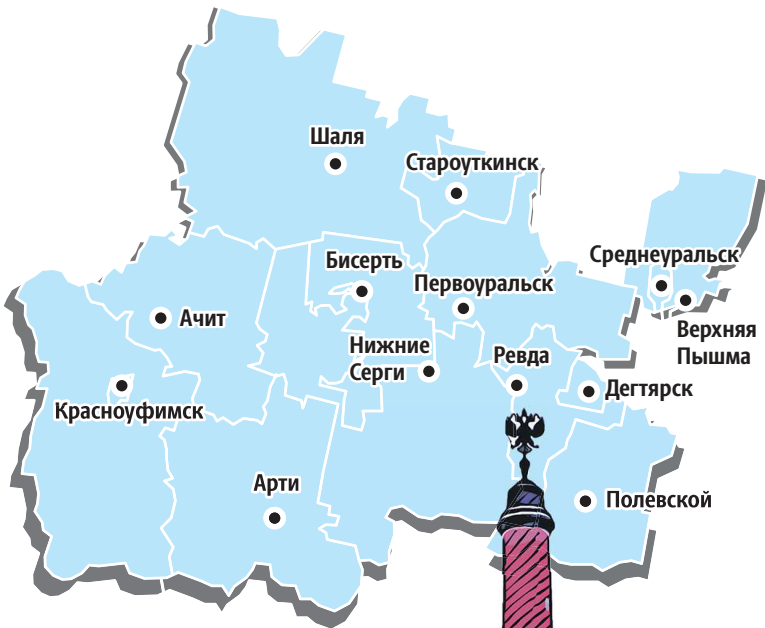 Шаля
Староуткинск
Среднеуральск
Бисерть
Первоуральск
Ачит
Верхняя
Пышма
Нижние
Серги
Ревда
Дегтярск
Красноуфимск
Арти
Полевской